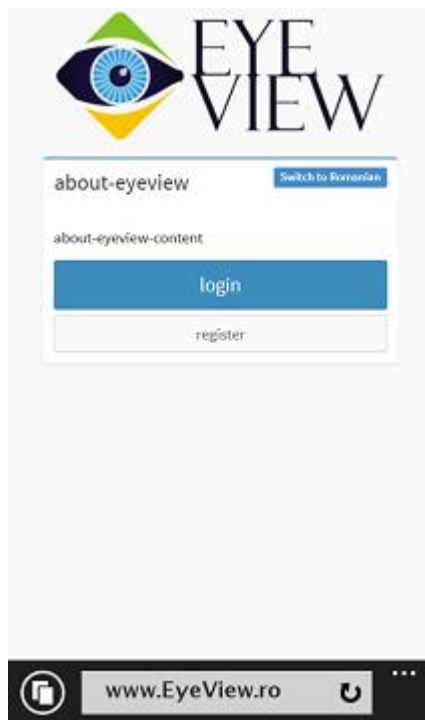 EYE
VIEW
about-eyeview
Switch to Romanian
about-eyeview-content
login
register
www.EyeView.ro